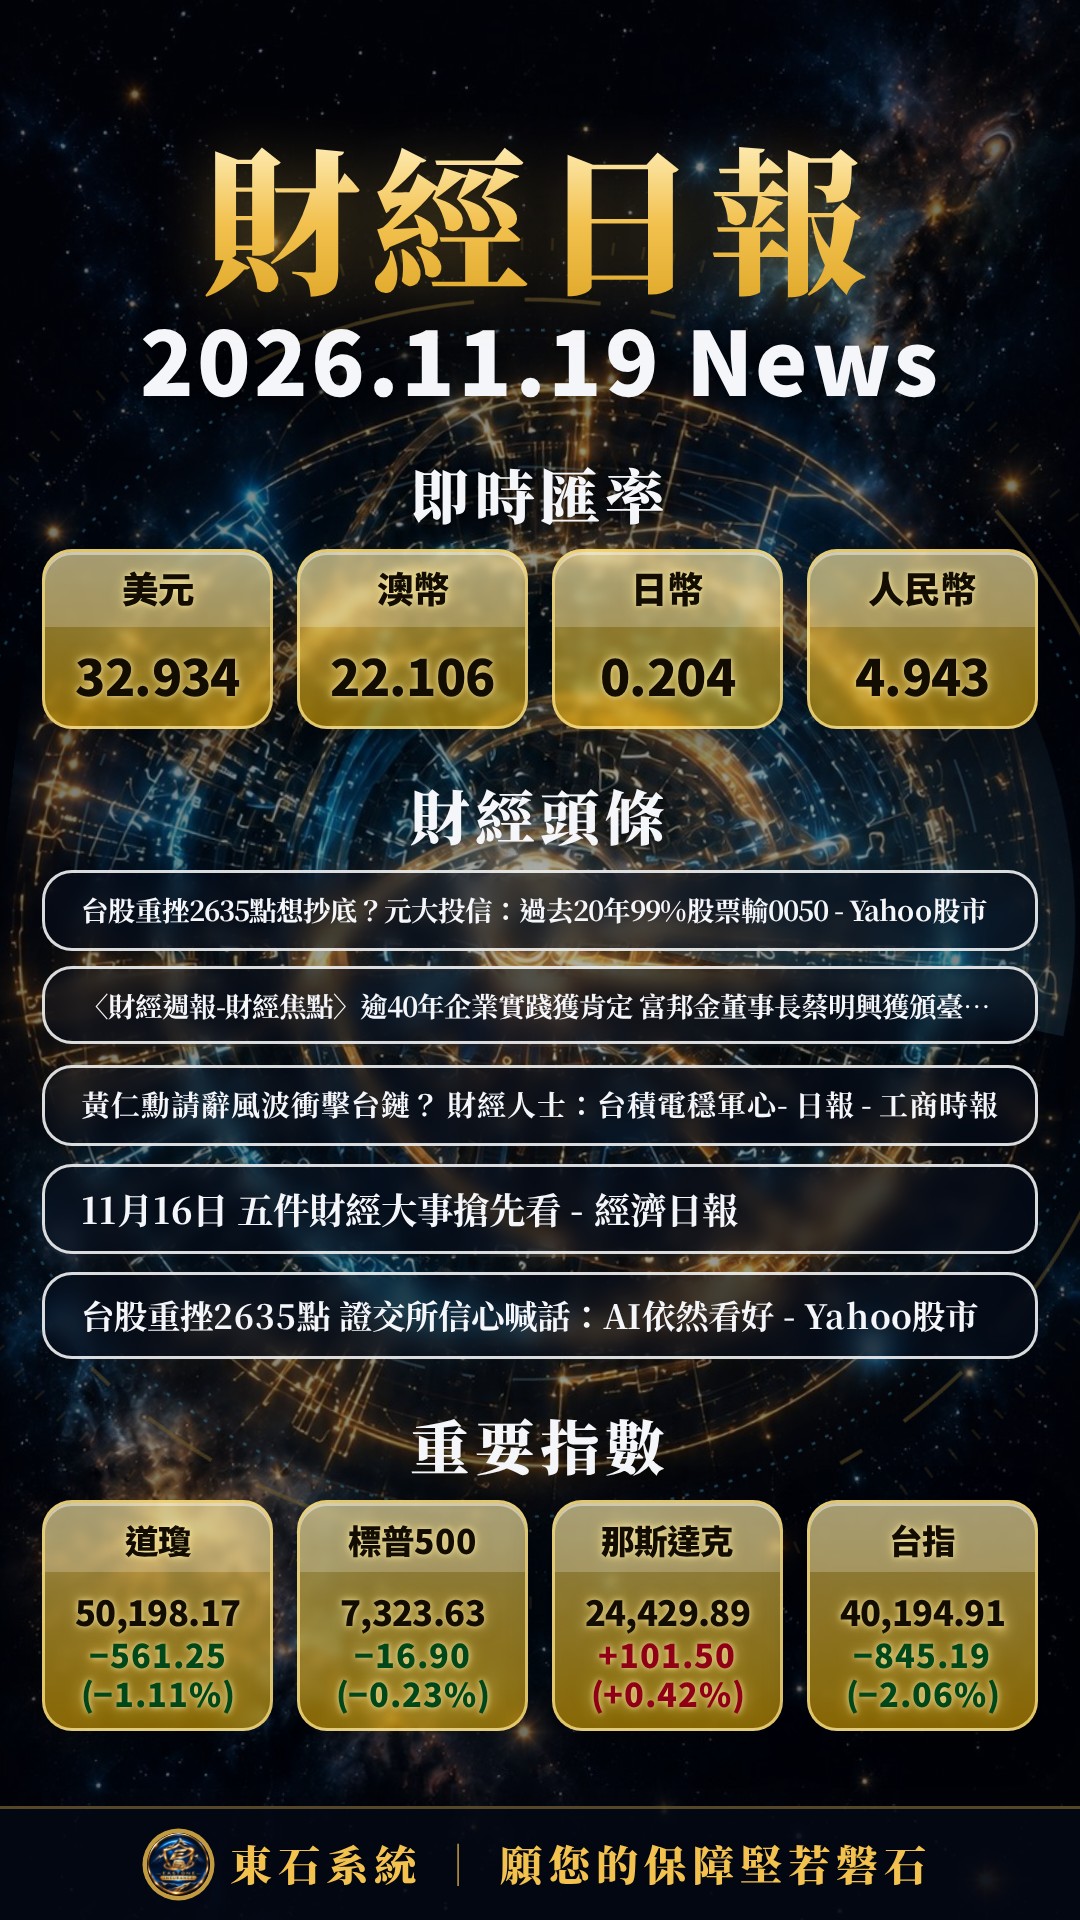 財經日報
2026.11.19 News
即時匯率
美元
32.934
澳幣
22.106
日幣
0.204
人民幣
4.943
財經頭條
台股重挫2635點想抄底？元大投信：過去20年99%股票輸0050 - Yahoo股市
〈財經週報-財經焦點〉逾40年企業實踐獲肯定 富邦金董事長蔡明興獲頒臺…
黃仁勳請辭風波衝擊台鏈？ 財經人士：台積電穩軍心- 日報 - 工商時報
11月16日 五件財經大事搶先看 - 經濟日報
台股重挫2635點 證交所信心喊話：AI依然看好 - Yahoo股市
重要指數
道瓊
50,198.17
−561.25
(−1.11%)
標普500
7,323.63
−16.90
(−0.23%)
那斯達克
24,429.89
+101.50
(+0.42%)
台指
40,194.91
−845.19
(−2.06%)
東石系統 ｜ 願您的保障堅若磐石